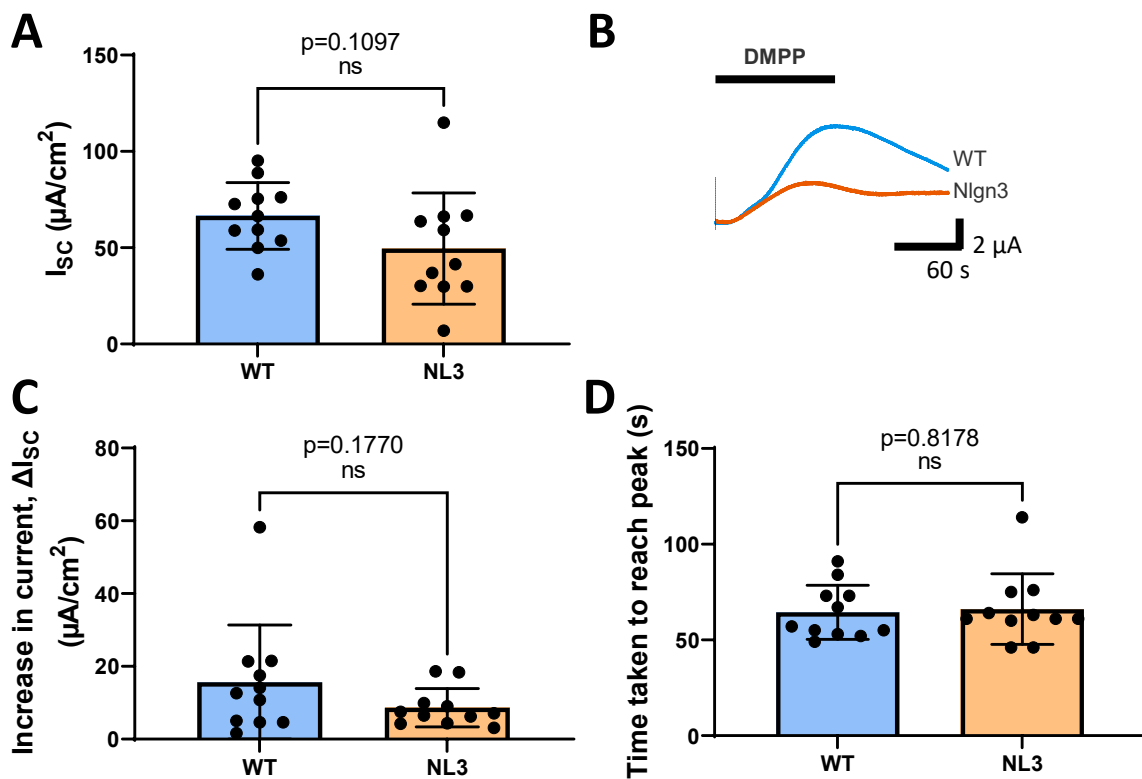 A
p=0.1097
ns
150
100
50
0
I_SC (µA/cm²)
WT
NL3
B
DMPP
WT
Nlgn3
2 µA
60 s
C
p=0.1770
ns
80
60
40
20
0
Increase in current, ΔI_SC
(µA/cm²)
WT
NL3
D
p=0.8178
ns
150
100
50
0
Time taken to reach peak (s)
WT
NL3